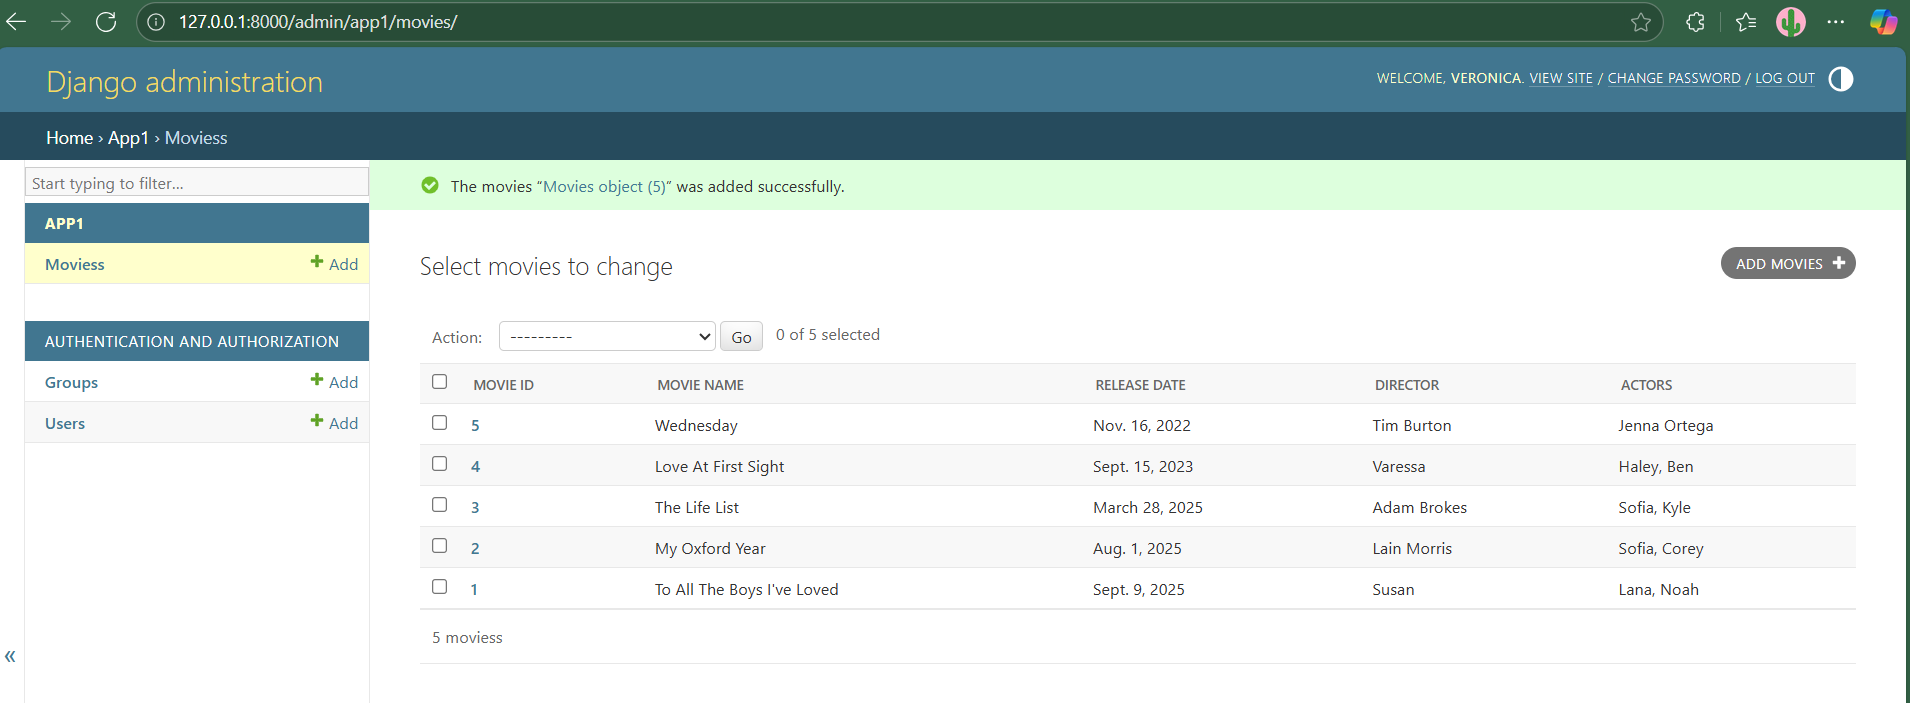 127.0.0.1:8000/admin/app1/movies/
Django administration
WELCOME, VERONICA. VIEW SITE / CHANGE PASSWORD / LOG OUT
Home › App1 › Moviess
Start typing to filter...
APP1
Moviess + Add
AUTHENTICATION AND AUTHORIZATION
Groups + Add
Users + Add
«
The movies “Movies object (5)” was added successfully.
Select movies to change
ADD MOVIES +
Action: --------- Go 0 of 5 selected
MOVIE ID MOVIE NAME RELEASE DATE DIRECTOR ACTORS
5 Wednesday Nov. 16, 2022 Tim Burton Jenna Ortega
4 Love At First Sight Sept. 15, 2023 Varessa Haley, Ben
3 The Life List March 28, 2025 Adam Brokes Sofia, Kyle
2 My Oxford Year Aug. 1, 2025 Lain Morris Sofia, Corey
1 To All The Boys I've Loved Sept. 9, 2025 Susan Lana, Noah
5 moviess